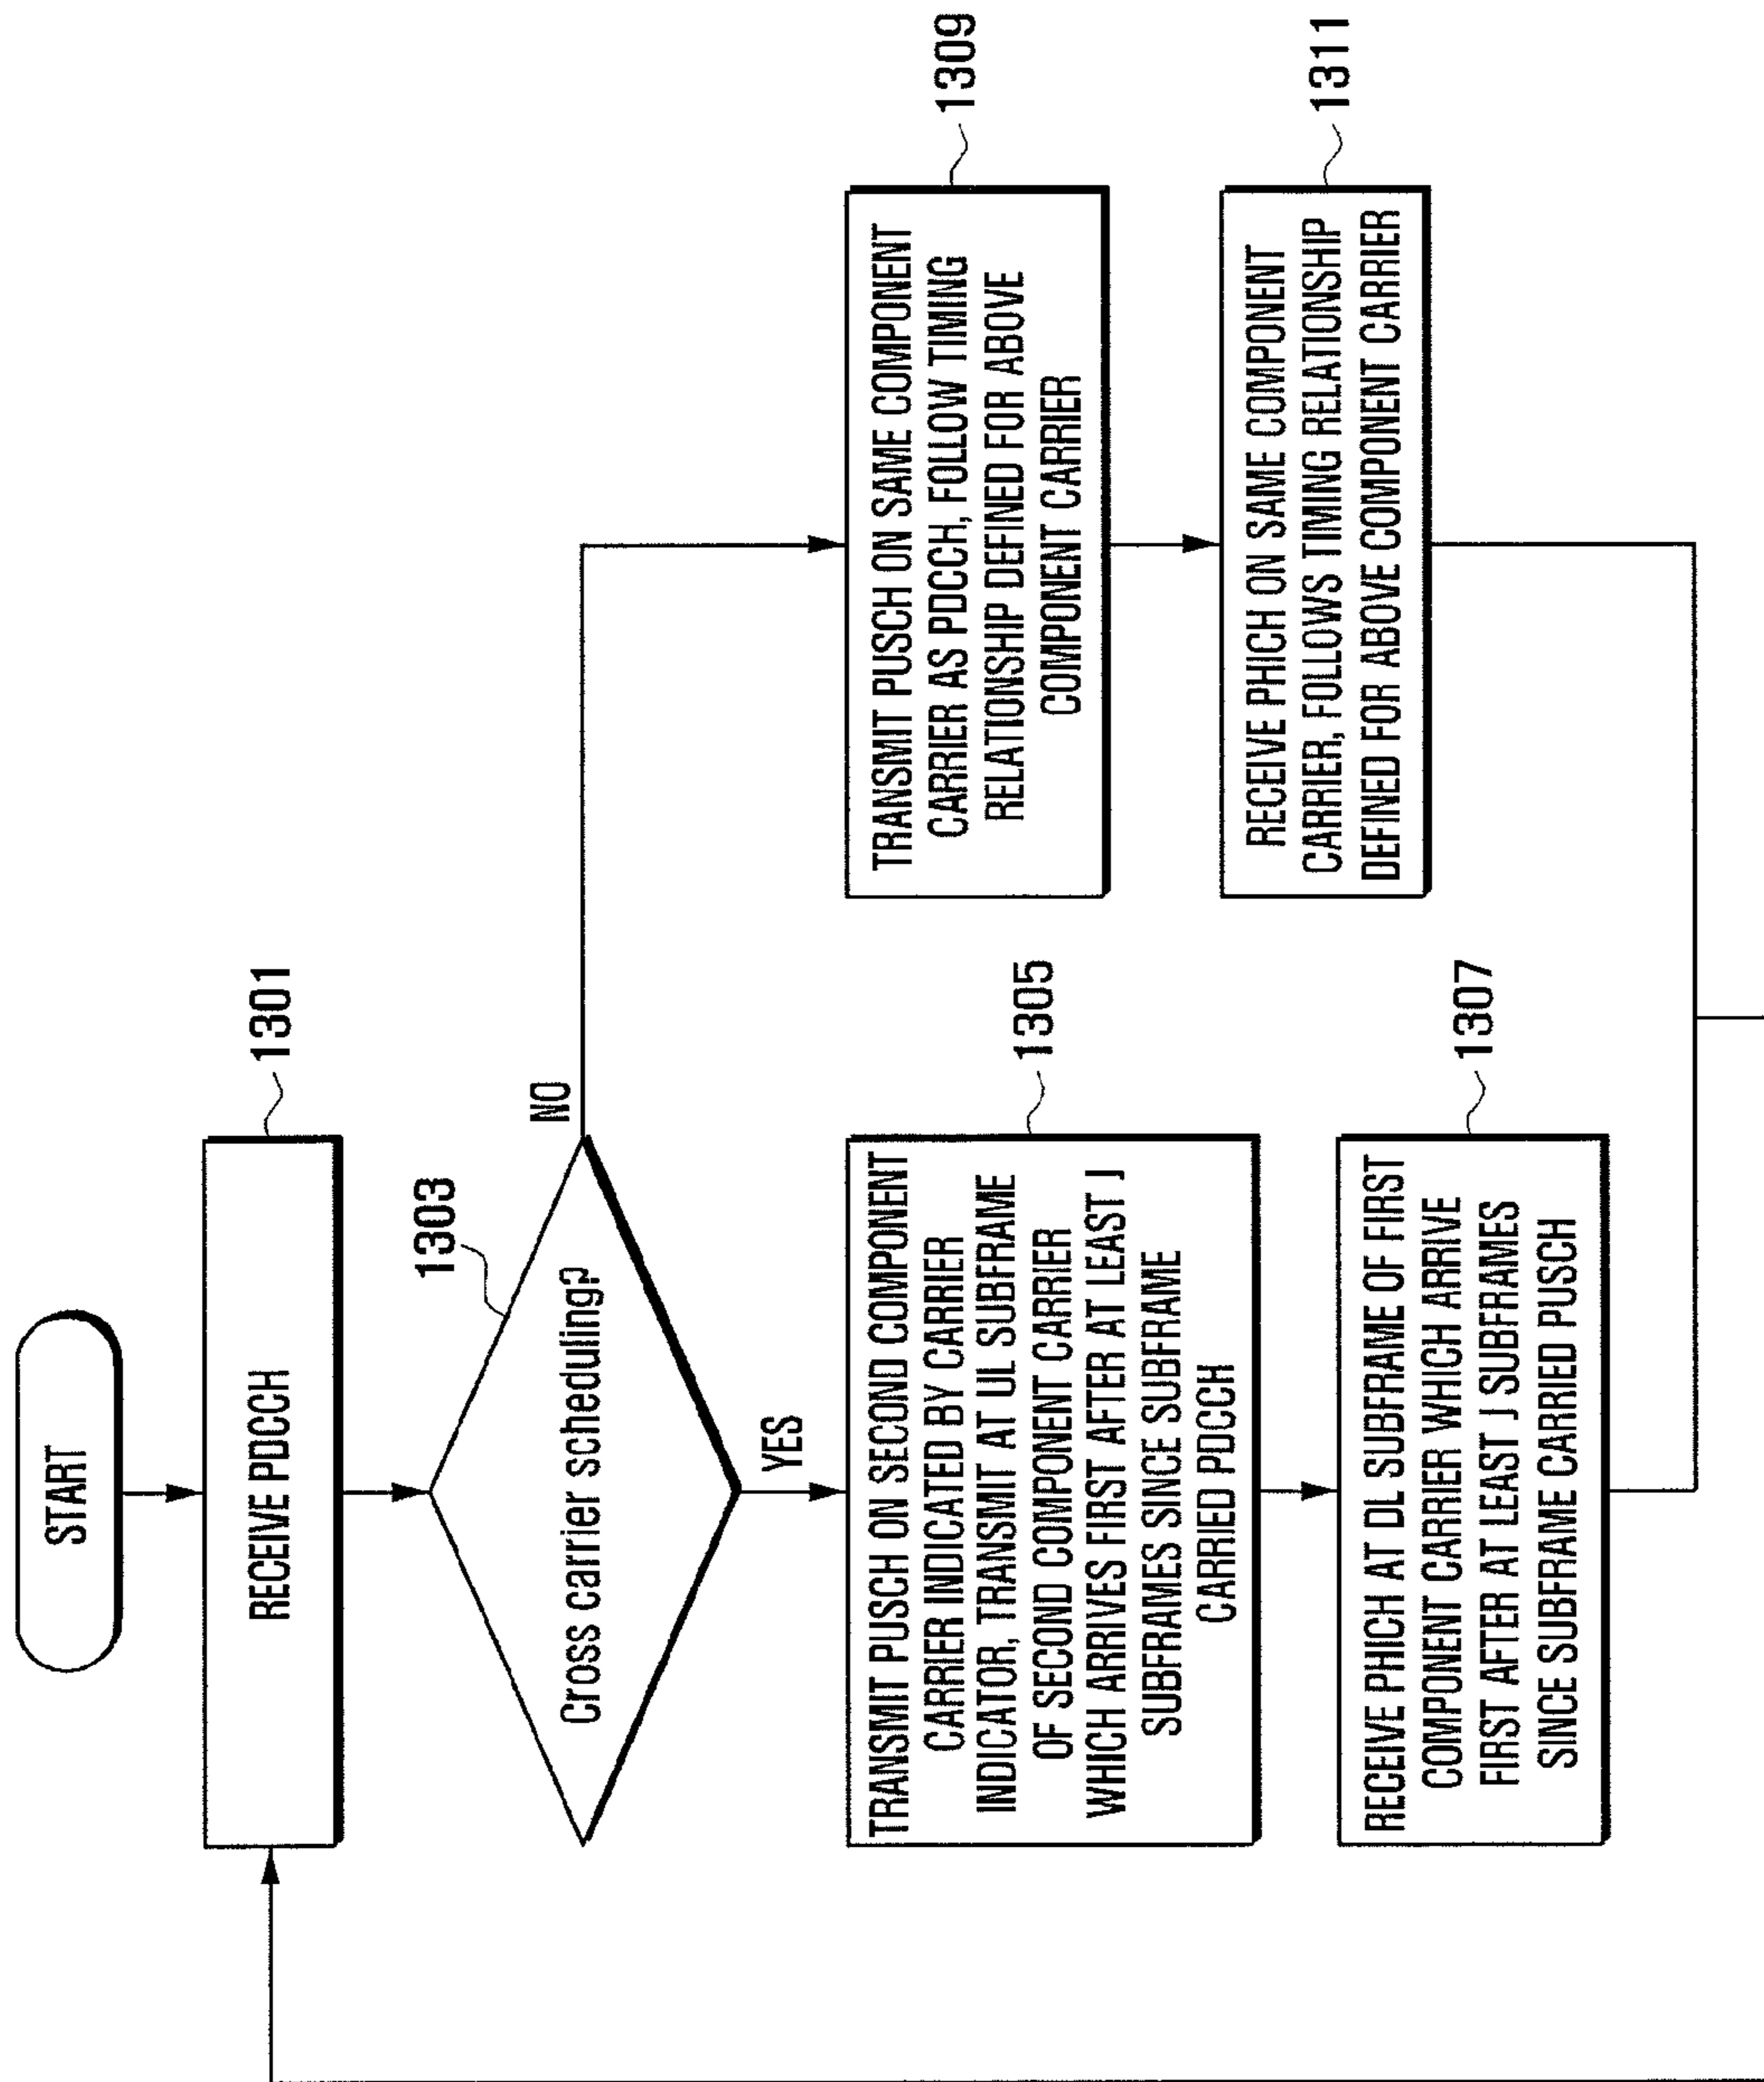 START
RECEIVE PDCCH
1301
Cross carrier scheduling?
1303
NO
YES
TRANSMIT PUSCH ON SECOND COMPONENT
CARRIER INDICATED BY CARRIER
INDICATOR, TRANSMIT AT UL SUBFRAME
OF SECOND COMPONENT CARRIER
WHICH ARRIVES FIRST AFTER AT LEAST J
SUBFRAMES SINCE SUBFRAME
CARRIED PDCCH
1305
RECEIVE PHICH AT DL SUBFRAME OF FIRST
COMPONENT CARRIER WHICH ARRIVE
FIRST AFTER AT LEAST J SUBFRAMES
SINCE SUBFRAME CARRIED PUSCH
1307
TRANSMIT PUSCH ON SAME COMPONENT
CARRIER AS PDCCH, FOLLOW TIMING
RELATIONSHIP DEFINED FOR ABOVE
COMPONENT CARRIER
1309
RECEIVE PHICH ON SAME COMPONENT
CARRIER, FOLLOWS TIMING RELATIONSHIP
DEFINED FOR ABOVE COMPONENT CARRIER
1311